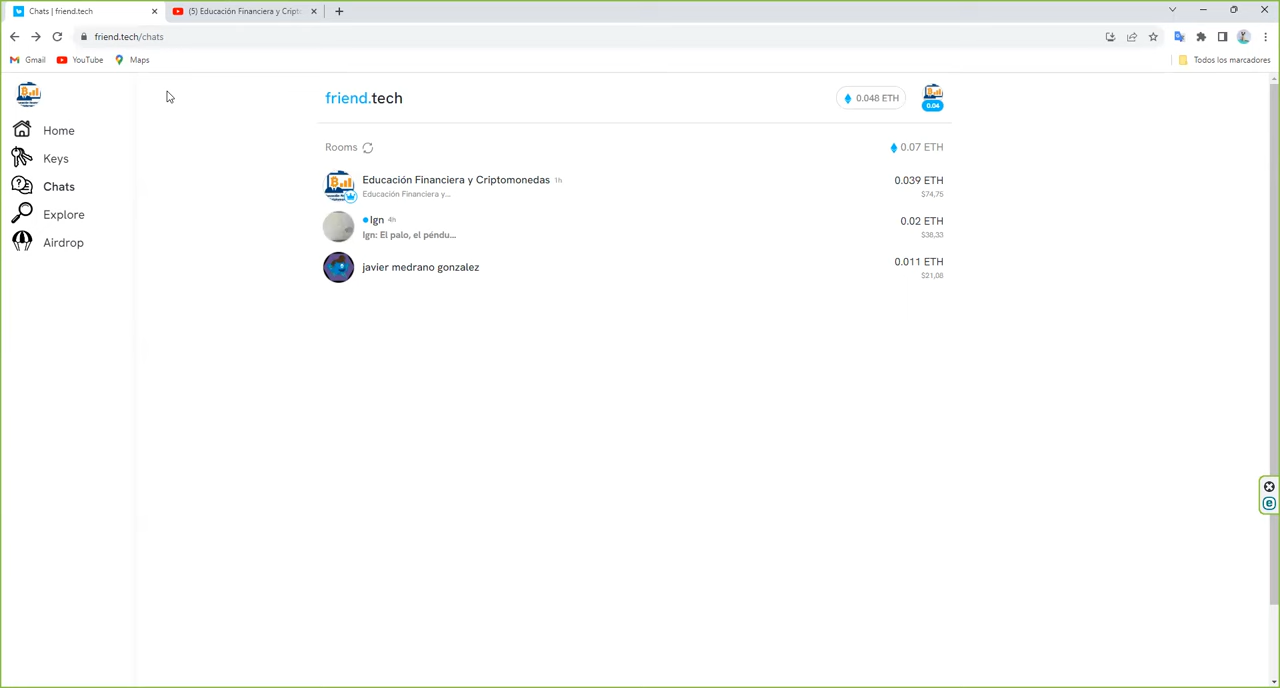 Chats | friend.tech
(5) Educación Financiera y Cripto
friend.tech/chats
Gmail
YouTube
Maps
Todos los marcadores
Home
Keys
Chats
Explore
Airdrop
friend.tech
0.048 ETH
0.04
Rooms
0.07 ETH
Educación Financiera y Criptomonedas 1h
Educación Financiera y...
0.039 ETH
$74,75
Ign 4h
Ign: El palo, el péndu...
0.02 ETH
$38,33
javier medrano gonzalez
0.011 ETH
$21,08